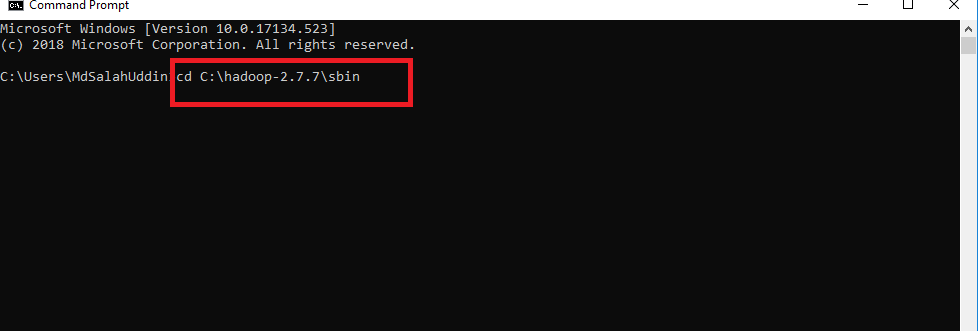 Command Prompt
Microsoft Windows [Version 10.0.17134.523]
(c) 2018 Microsoft Corporation. All rights reserved.
C:\Users\MdSalahUddin>cd C:\hadoop-2.7.7\sbin